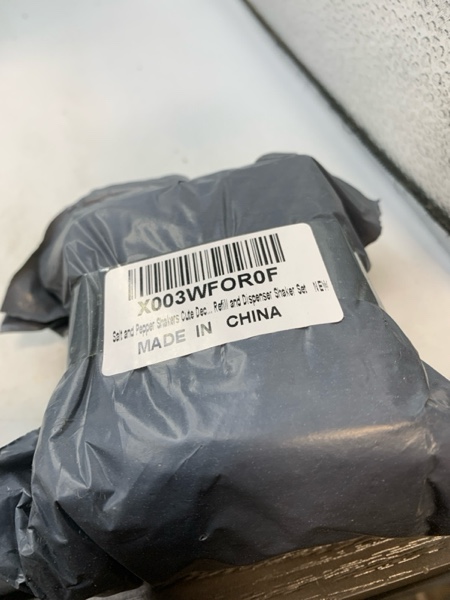 X003WFOR0F
Salt and Pepper Shakers Cute Dec... Refill and Dispenser Shaker Set NEW
MADE IN CHINA